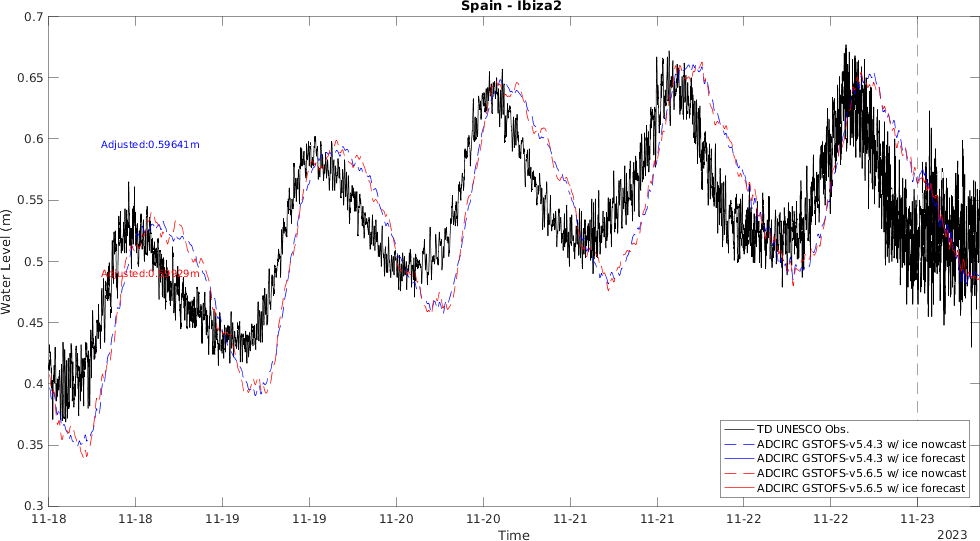 Spain - Ibiza2
0.7
0.65
0.6
0.55
0.5
0.45
0.4
0.35
0.3
Water Level (m)
Adjusted:0.59641m
TD UNESCO Obs.
ADCIRC GSTOFS-v5.4.3 w/ ice nowcast
ADCIRC GSTOFS-v5.4.3 w/ ice forecast
ADCIRC GSTOFS-v5.6.5 w/ ice nowcast
ADCIRC GSTOFS-v5.6.5 w/ ice forecast
11-18 11-18 11-19 11-19 11-20 11-20 11-21 11-21 11-22 11-22 11-23
Time
2023